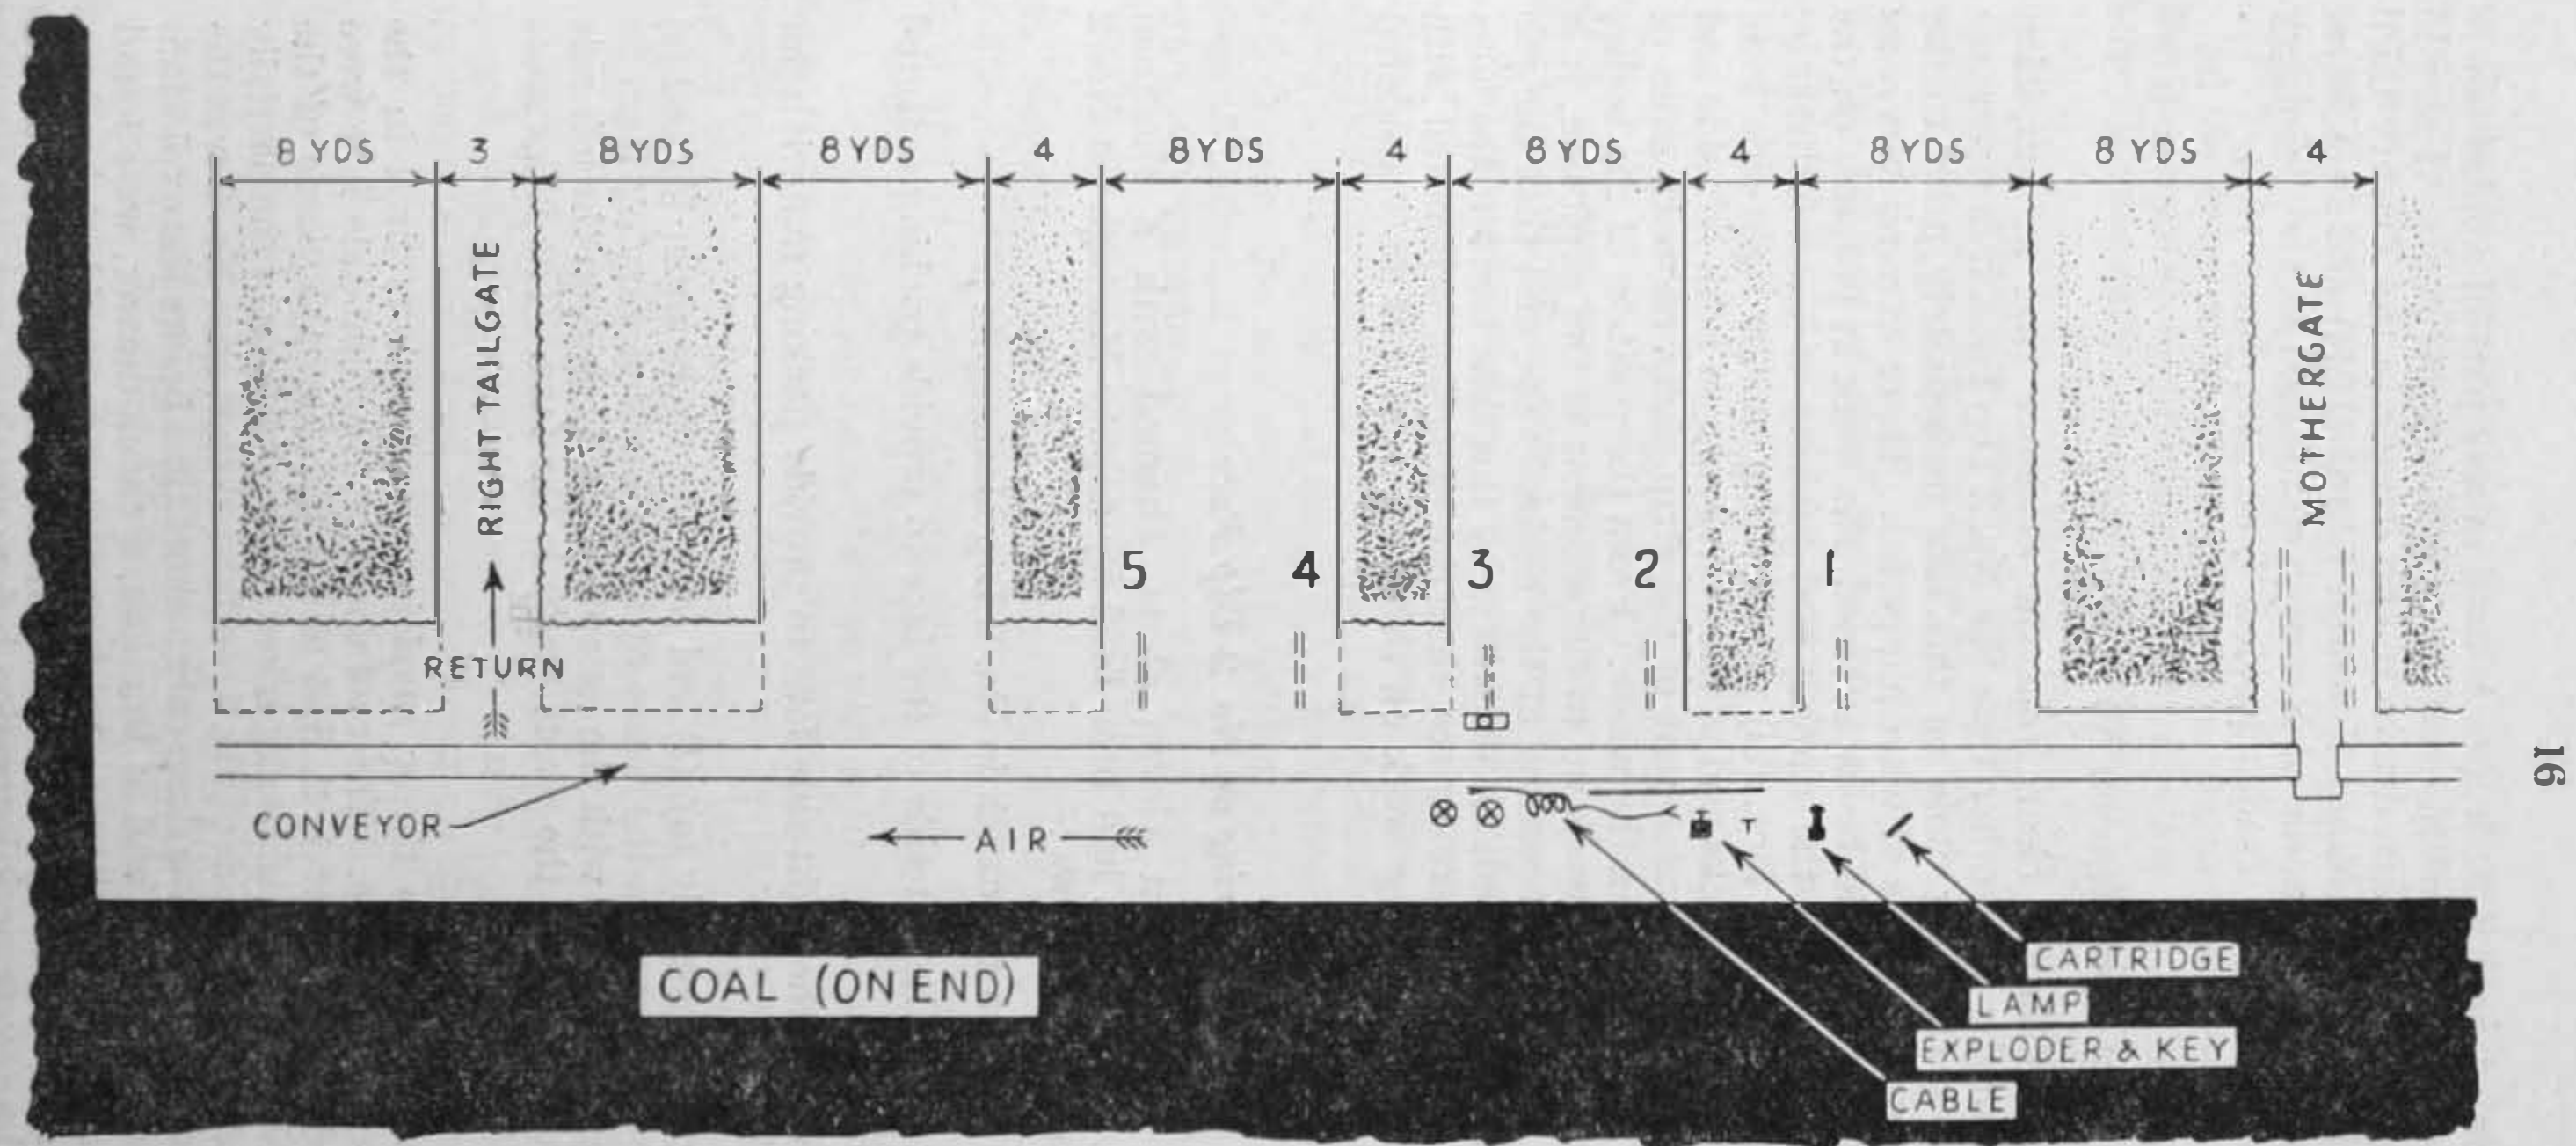 8 YDS 3 8 YDS 8 YDS 4 8 YDS 4 8 YDS 4 8 YDS 8 YDS 4
RIGHT TAILGATE
MOTHERGATE
5 4 3 2 1
RETURN
CONVEYOR
AIR
COAL (ON END)
CARTRIDGE
LAMP
EXPLODER & KEY
CABLE
16